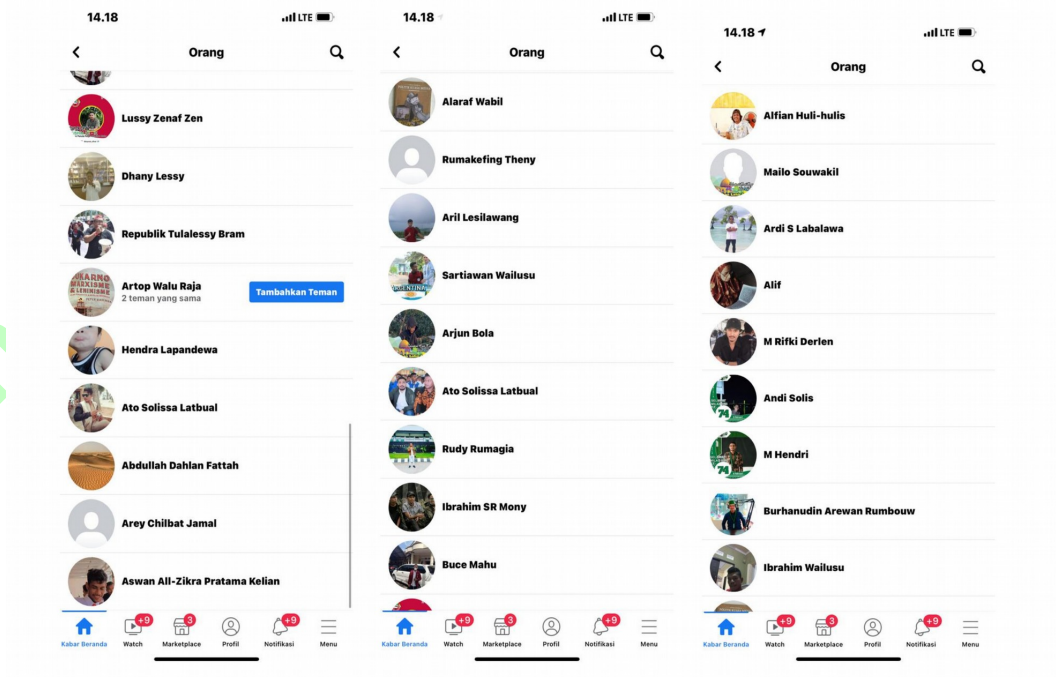 14.18
LTE
Orang
Lussy Zenaf Zen
Dhany Lessy
Republik Tulalessy Bram
Artop Walu Raja
2 teman yang sama
Tambahkan Teman
Hendra Lapandewa
Ato Solissa Latbual
Abdullah Dahlan Fattah
Arey Chilbat Jamal
Aswan All-Zikra Pratama Kelian
+9
3
+9
Kabar Beranda
Watch
Marketplace
Profil
Notifikasi
Menu
14.18
LTE
Orang
Alaraf Wabil
Rumakefing Theny
Aril Lesilawang
Sartiawan Wailusu
ARGENTINA
Arjun Bola
Ato Solissa Latbual
Rudy Rumagia
Ibrahim SR Mony
Buce Mahu
+9
3
+9
Kabar Beranda
Watch
Marketplace
Profil
Notifikasi
Menu
14.18
LTE
Orang
Alfian Huli-hulis
Mailo Souwakil
Ardi S Labalawa
Alif
M Rifki Derlen
Andi Solis
74
M Hendri
74
Burhanudin Arewan Rumbouw
Ibrahim Wailusu
+9
3
+9
Kabar Beranda
Watch
Marketplace
Profil
Notifikasi
Menu